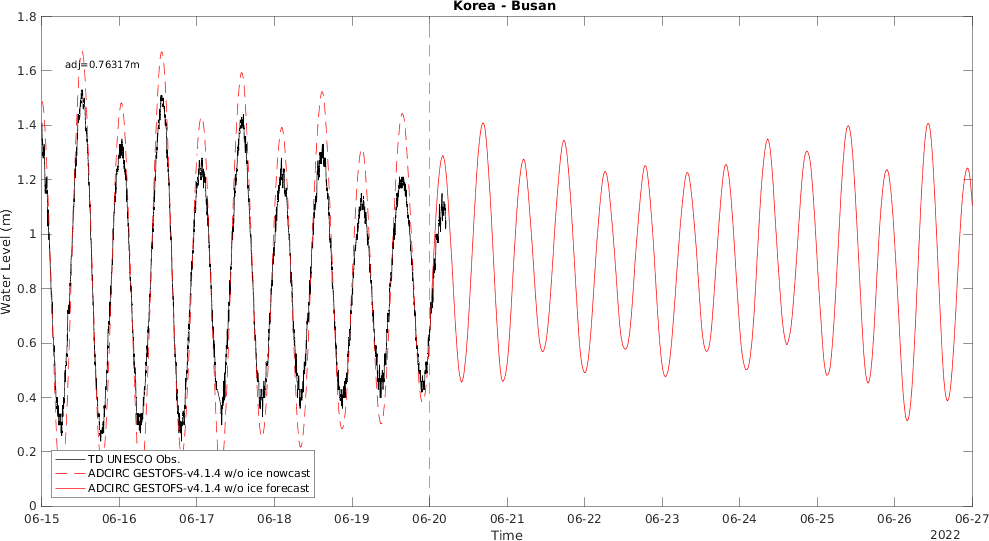 Korea - Busan
adj=0.76317m
Water Level (m)
1.8
1.6
1.4
1.2
1
0.8
0.6
0.4
0.2
0
TD UNESCO Obs.
ADCIRC GESTOFS-v4.1.4 w/o ice nowcast
ADCIRC GESTOFS-v4.1.4 w/o ice forecast
06-15 06-16 06-17 06-18 06-19 06-20 06-21 06-22 06-23 06-24 06-25 06-26 06-27
Time
2022